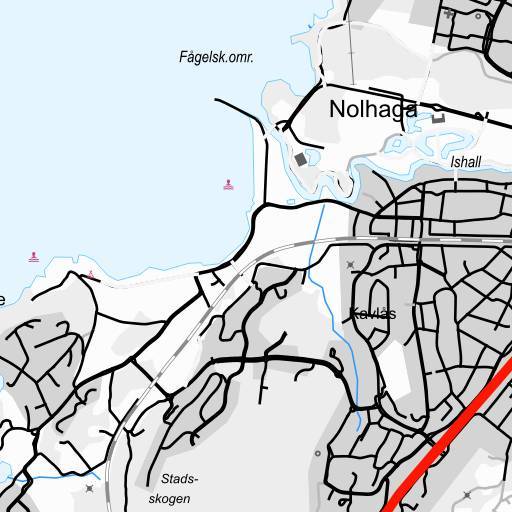 Fågelsk.omr.
Nolhaga
Ishall
e
Kavlås
Stads-
skogen